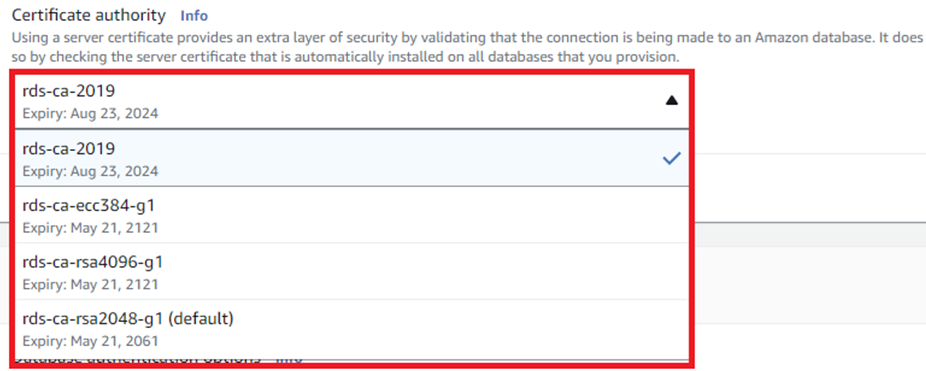 Certificate authority Info
Using a server certificate provides an extra layer of security by validating that the connection is being made to an Amazon database. It does
so by checking the server certificate that is automatically installed on all databases that you provision.
rds-ca-2019
Expiry: Aug 23, 2024
rds-ca-2019
Expiry: Aug 23, 2024
rds-ca-ecc384-g1
Expiry: May 21, 2121
rds-ca-rsa4096-g1
Expiry: May 21, 2121
rds-ca-rsa2048-g1 (default)
Expiry: May 21, 2061
Database authentication options Info